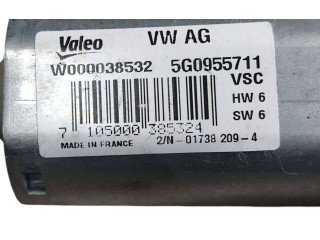 Valeo VW AG
W000038532 5G0955711
VSC
HW 6
SW 6
7 105000 385324
MADE IN FRANCE 2/N - 01738 209-4